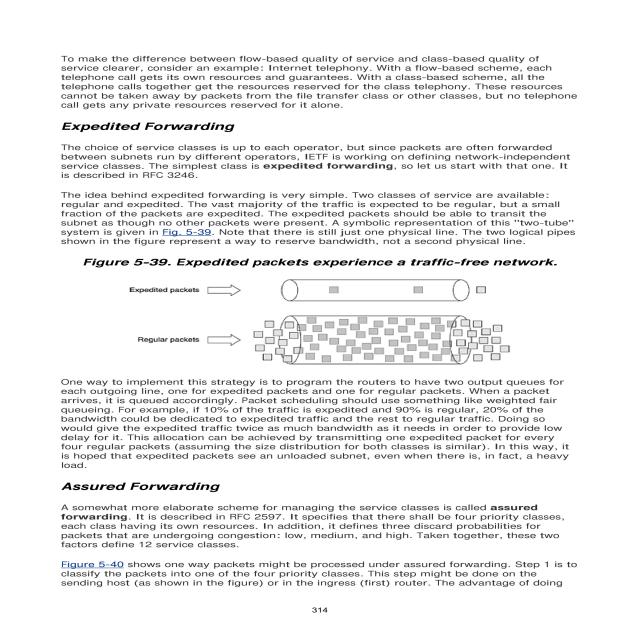 To make the difference between flow-based quality of service and class-based quality of
service clearer, consider an example: Internet telephony. With a flow-based scheme, each
telephone call gets its own resources and guarantees. With a class-based scheme, all the
telephone calls together get the resources reserved for the class telephony. These resources
cannot be taken away by packets from the file transfer class or other classes, but no telephone
call gets any private resources reserved for it alone.
Expedited Forwarding
The choice of service classes is up to each operator, but since packets are often forwarded
between subnets run by different operators, IETF is working on defining network-independent
service classes. The simplest class is expedited forwarding, so let us start with that one. It
is described in RFC 3246.
The idea behind expedited forwarding is very simple. Two classes of service are available:
regular and expedited. The vast majority of the traffic is expected to be regular, but a small
fraction of the packets are expedited. The expedited packets should be able to transit the
subnet as though no other packets were present. A symbolic representation of this "two-tube"
system is given in Fig. 5-39. Note that there is still just one physical line. The two logical pipes
shown in the figure represent a way to reserve bandwidth, not a second physical line.
Figure 5-39. Expedited packets experience a traffic-free network.
Expedited packets
Regular packets
One way to implement this strategy is to program the routers to have two output queues for
each outgoing line, one for expedited packets and one for regular packets. When a packet
arrives, it is queued accordingly. Packet scheduling should use something like weighted fair
queueing. For example, if 10% of the traffic is expedited and 90% is regular, 20% of the
bandwidth could be dedicated to expedited traffic and the rest to regular traffic. Doing so
would give the expedited traffic twice as much bandwidth as it needs in order to provide low
delay for it. This allocation can be achieved by transmitting one expedited packet for every
four regular packets (assuming the size distribution for both classes is similar). In this way, it
is hoped that expedited packets see an unloaded subnet, even when there is, in fact, a heavy
load.
Assured Forwarding
A somewhat more elaborate scheme for managing the service classes is called assured
forwarding. It is described in RFC 2597. It specifies that there shall be four priority classes,
each class having its own resources. In addition, it defines three discard probabilities for
packets that are undergoing congestion: low, medium, and high. Taken together, these two
factors define 12 service classes.
Figure 5-40 shows one way packets might be processed under assured forwarding. Step 1 is to
classify the packets into one of the four priority classes. This step might be done on the
sending host (as shown in the figure) or in the ingress (first) router. The advantage of doing
314